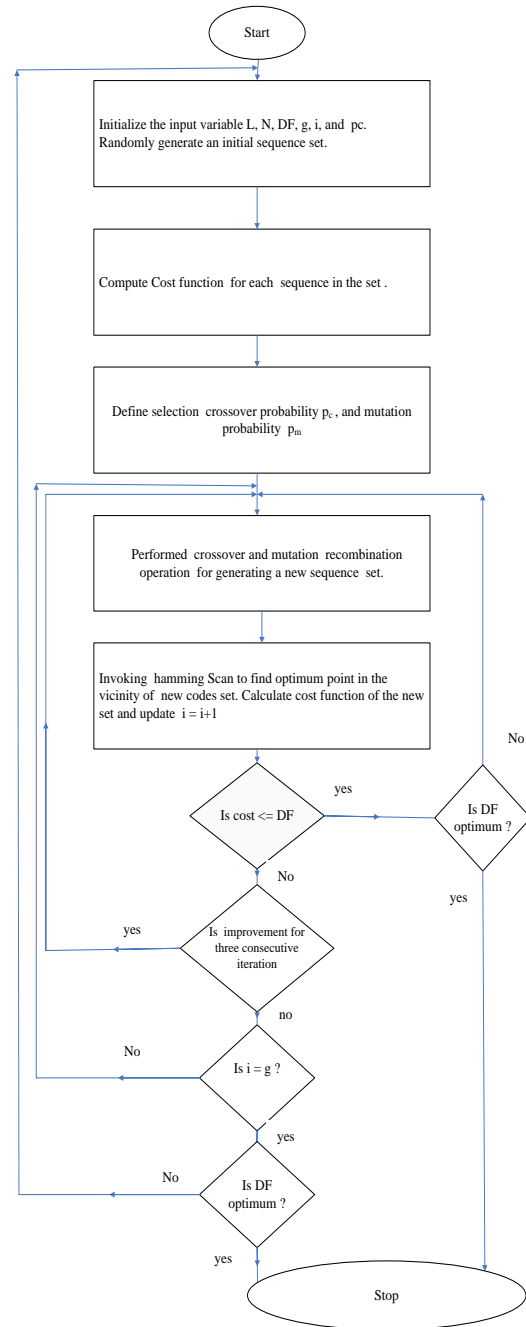 Start
Initialize the input variable L, N, DF, g, i, and pc.
Randomly generate an initial sequence set.
Compute Cost function for each sequence in the set .
Define selection crossover probability pc , and mutation
probability pm
Performed crossover and mutation recombination
operation for generating a new sequence set.
Invoking hamming Scan to find optimum point in the
vicinity of new codes set. Calculate cost function of the new
set and update i = i+1
No
yes
Is cost <= DF
Is DF
optimum ?
No
yes
yes
Is improvement for
three consecutive
iteration
no
No
Is i = g ?
yes
No
Is DF
optimum ?
yes
Stop